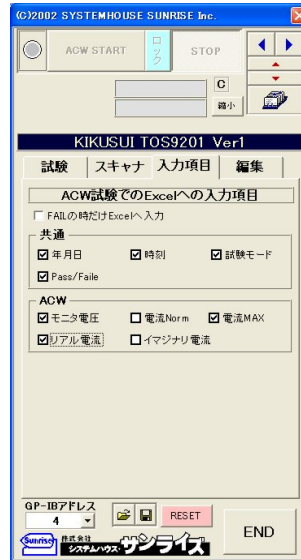 (C)2002 SYSTEMHOUSE SUNRISE Inc.
ACW START ロック STOP
C
縮小
KIKUSUI TOS9201 Ver1
試験 スキャナ 入力項目 編集
ACW試験でのExcelへの入力項目
FAILの時だけExcelへ入力
共通
年月日 時刻 試験モード
Pass/Faile
ACW
モニタ電圧 電流Norm 電流MAX
リアル電流 イマジナリ電流
GP-IBアドレス
4 RESET
END
Sunrise 株式会社 システムハウス・サンライズ